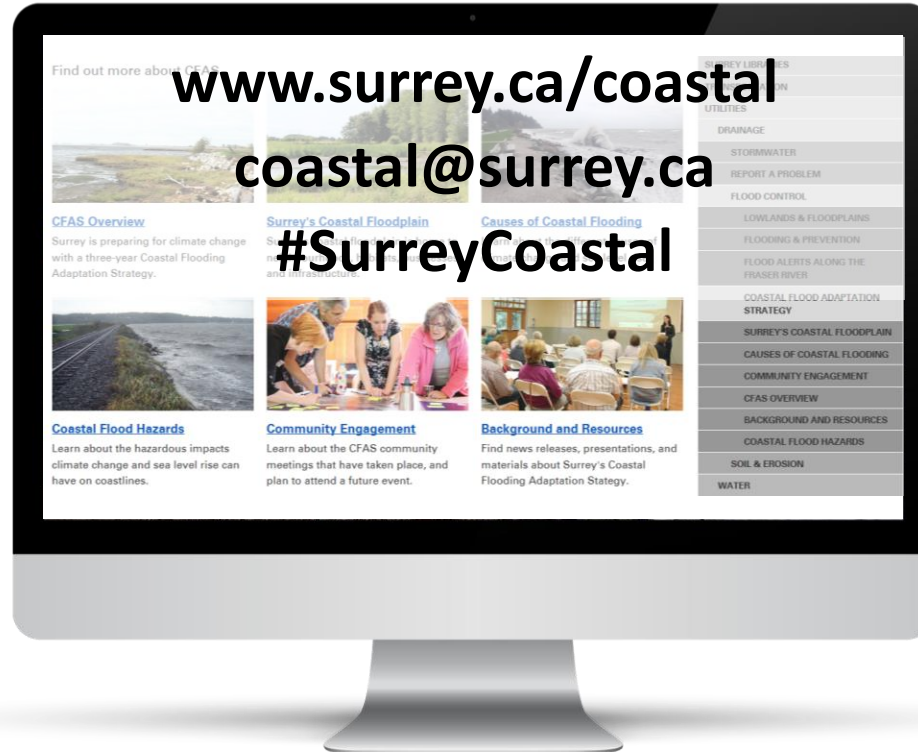 Find out more about CFAS
www.surrey.ca/coastal
coastal@surrey.ca
#SurreyCoastal
CFAS Overview
Surrey is preparing for climate change
with a three-year Coastal Flooding
Adaptation Strategy.
Surrey's Coastal Floodplain
and infrastructure.
Causes of Coastal Flooding
Coastal Flood Hazards
Learn about the hazardous impacts
climate change and sea level rise can
have on coastlines.
Community Engagement
Learn about the CFAS community
meetings that have taken place, and
plan to attend a future event.
Background and Resources
Find news releases, presentations, and
materials about Surrey's Coastal
Flooding Adaptation Stategy.
SURREY LIBRARIES
UTILITIES
DRAINAGE
STORMWATER
REPORT A PROBLEM
FLOOD CONTROL
LOWLANDS & FLOODPLAINS
FLOODING & PREVENTION
FLOOD ALERTS ALONG THE
FRASER RIVER
COASTAL FLOOD ADAPTATION
STRATEGY
SURREY'S COASTAL FLOODPLAIN
CAUSES OF COASTAL FLOODING
COMMUNITY ENGAGEMENT
CFAS OVERVIEW
BACKGROUND AND RESOURCES
COASTAL FLOOD HAZARDS
SOIL & EROSION
WATER